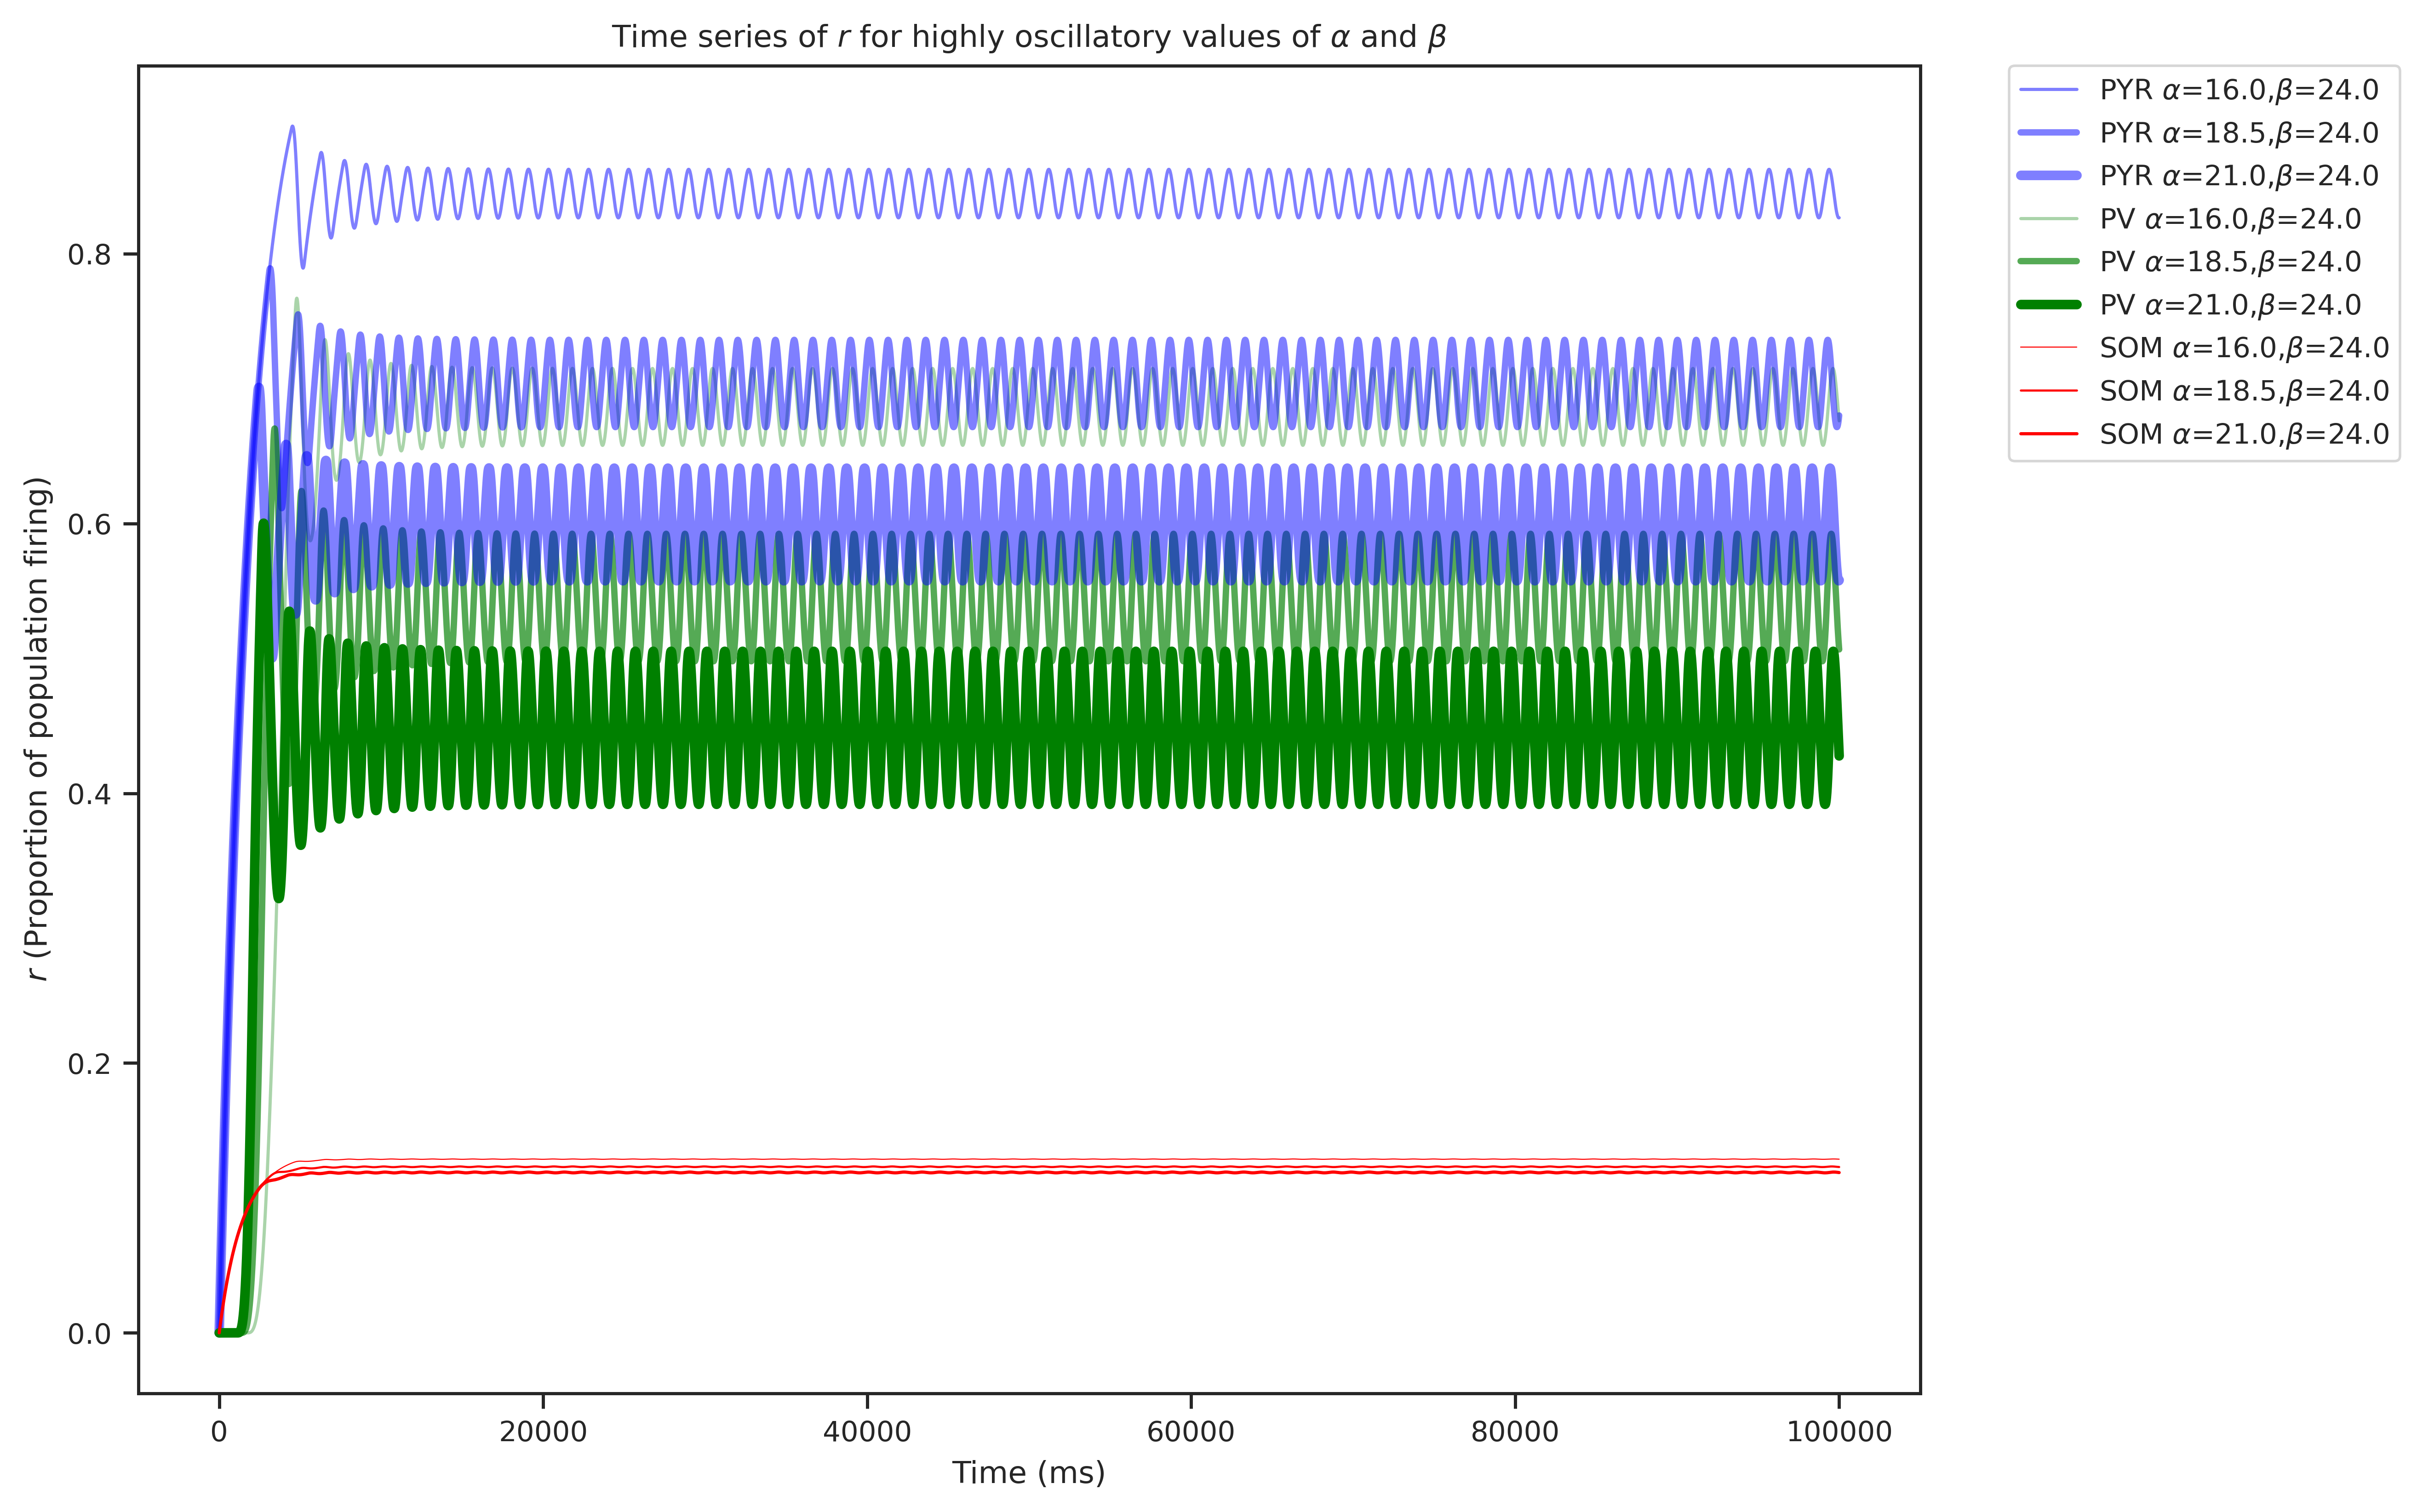 Time series of r for highly oscillatory values of α and β
PYR α=16.0,β=24.0
PYR α=18.5,β=24.0
PYR α=21.0,β=24.0
PV α=16.0,β=24.0
PV α=18.5,β=24.0
PV α=21.0,β=24.0
SOM α=16.0,β=24.0
SOM α=18.5,β=24.0
SOM α=21.0,β=24.0
r (Proportion of population firing)
0.8
0.6
0.4
0.2
0.0
0 20000 40000 60000 80000 100000
Time (ms)